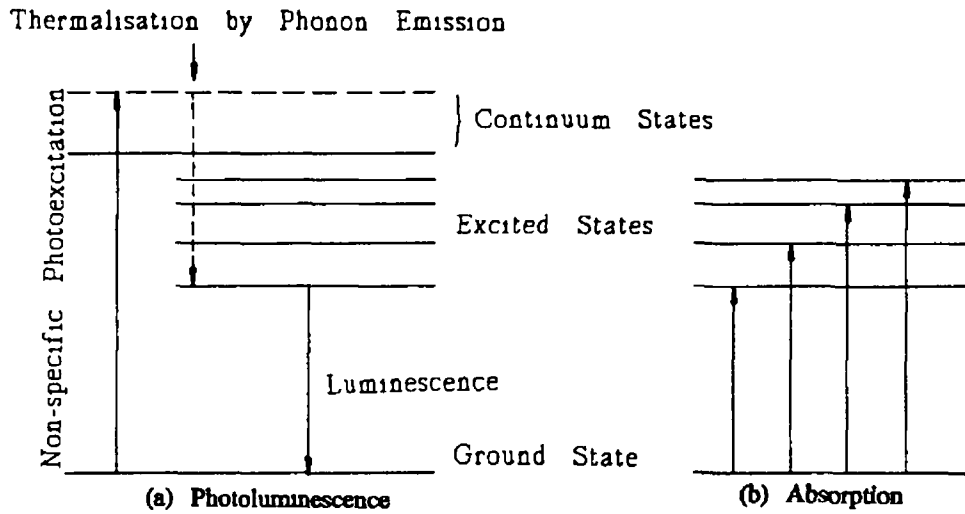 Thermalisation by Phonon Emission
Non-specific Photoexcitation
Continuum States
Excited States
Luminescence
Ground State
(a) Photoluminescence
(b) Absorption